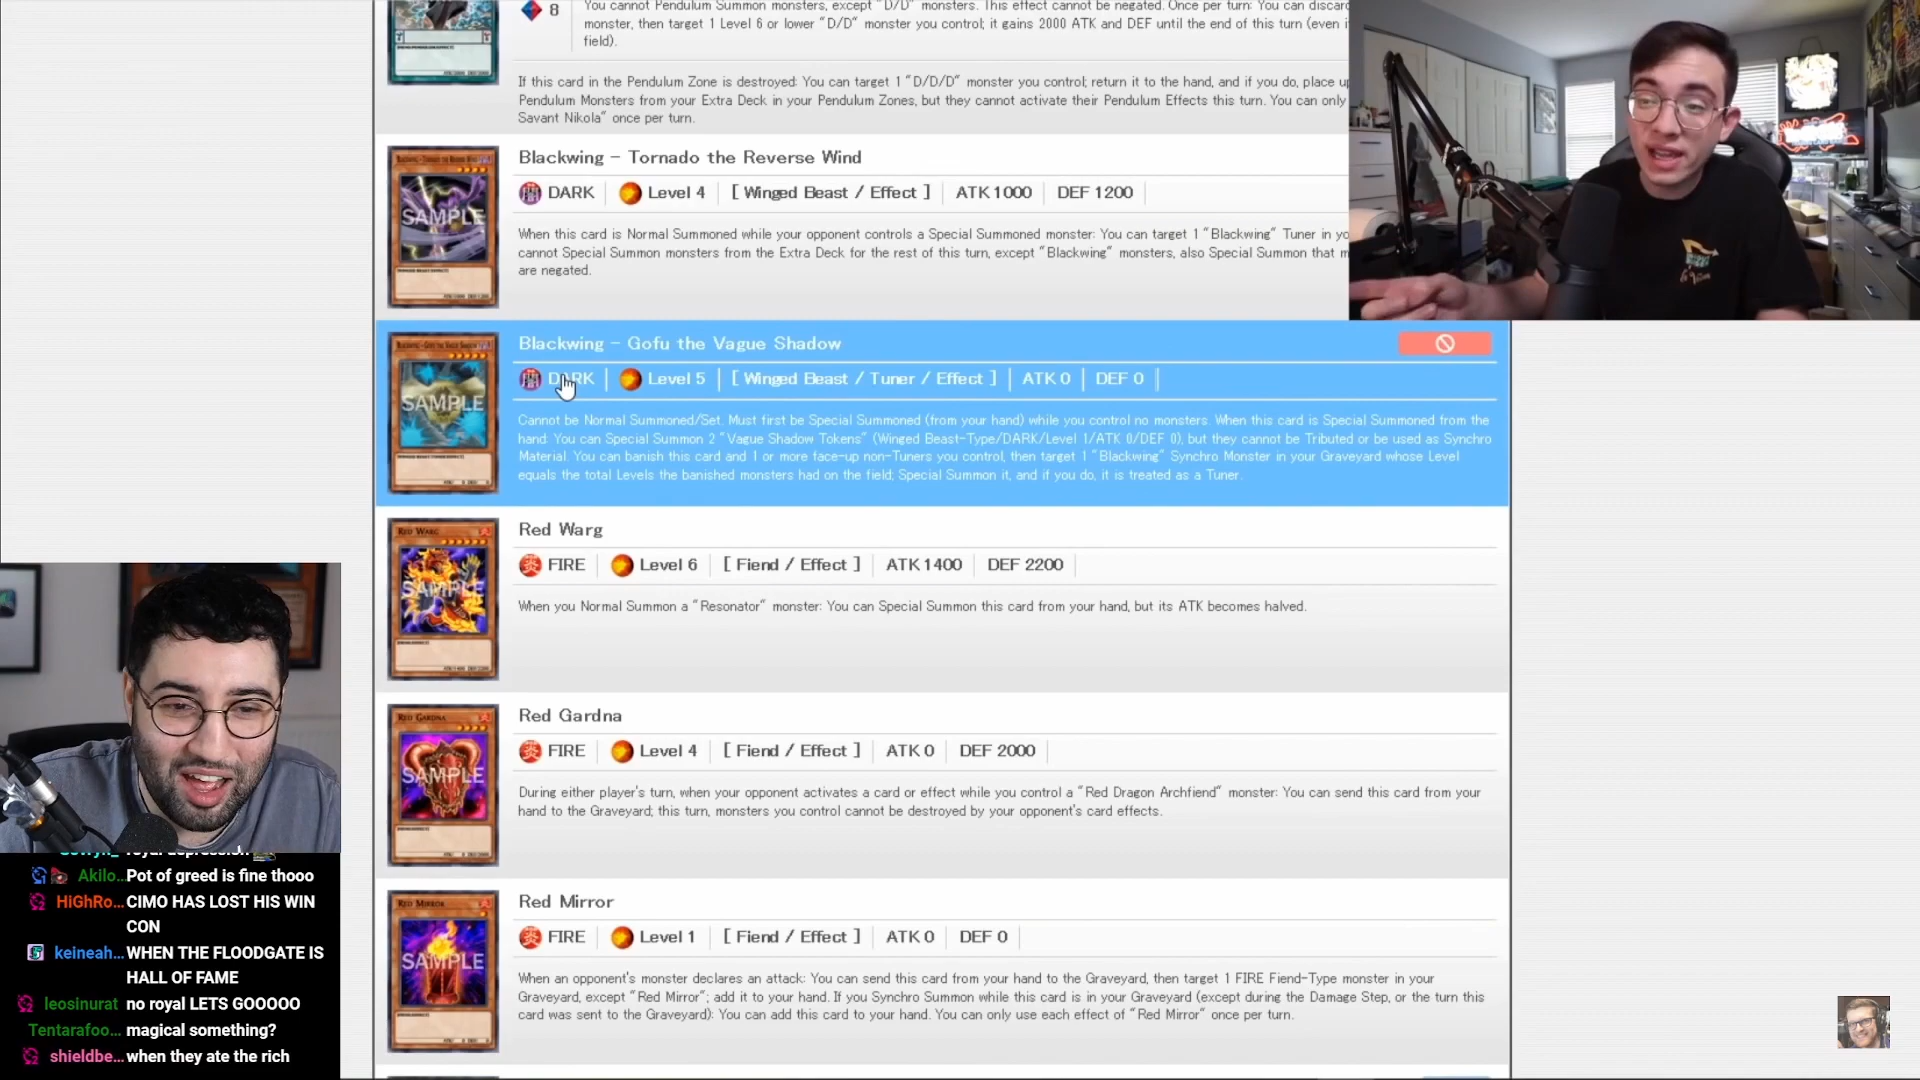 8
You cannot Pendulum Summon monsters, except "D/D" monsters. This effect cannot be negated. Once per turn: You can discard
monster, then target 1 Level 6 or lower "D/D" monster you control; it gains 2000 ATK and DEF until the end of this turn (even i
field).
If this card in the Pendulum Zone is destroyed: You can target 1 "D/D/D" monster you control; return it to the hand, and if you do, place u
Pendulum Monsters from your Extra Deck in your Pendulum Zones, but they cannot activate their Pendulum Effects this turn. You can only
Savant Nikola" once per turn.
Blackwing - Tornado the Reverse Wind
DARK Level 4 [ Winged Beast / Effect ] ATK 1000 DEF 1200
SAMPLE
When this card is Normal Summoned while your opponent controls a Special Summoned monster: You can target 1 "Blackwing" Tuner in yo
cannot Special Summon monsters from the Extra Deck for the rest of this turn, except "Blackwing" monsters, also Special Summon that m
are negated.
Blackwing - Gofu the Vague Shadow
DARK Level 5 [ Winged Beast / Tuner / Effect ] ATK 0 DEF 0
SAMPLE
Cannot be Normal Summoned/Set. Must first be Special Summoned (from your hand) while you control no monsters. When this card is Special Summoned from the
hand: You can Special Summon 2 "Vague Shadow Tokens" (Winged Beast-Type/DARK/Level 1/ATK 0/DEF 0), but they cannot be Tributed or be used as Synchro
Material. You can banish this card and 1 or more face-up non-Tuners you control, then target 1 "Blackwing" Synchro Monster in your Graveyard whose Level
equals the total Levels the banished monsters had on the field; Special Summon it, and if you do, it is treated as a Tuner.
Red Warg
RED WARG
炎 FIRE Level 6 [ Fiend / Effect ] ATK 1400 DEF 2200
SAMPLE
When you Normal Summon a "Resonator" monster: You can Special Summon this card from your hand, but its ATK becomes halved.
Red Gardna
RED GARDNA
炎 FIRE Level 4 [ Fiend / Effect ] ATK 0 DEF 2000
SAMPLE
During either player's turn, when your opponent activates a card or effect while you control a "Red Dragon Archfiend" monster: You can send this card from your
hand to the Graveyard; this turn, monsters you control cannot be destroyed by your opponent's card effects.
Red Mirror
RED MIRROR
炎 FIRE Level 1 [ Fiend / Effect ] ATK 0 DEF 0
SAMPLE
When an opponent's monster declares an attack: You can send this card from your hand to the Graveyard, then target 1 FIRE Fiend-Type monster in your
Graveyard, except "Red Mirror"; add it to your hand. If you Synchro Summon while this card is in your Graveyard (except during the Damage Step, or the turn this
card was sent to the Graveyard): You can add this card to your hand. You can only use each effect of "Red Mirror" once per turn.
Akilo... Pot of greed is fine thooo
HiGhRo... CIMO HAS LOST HIS WIN
CON
keineah... WHEN THE FLOODGATE IS
HALL OF FAME
leosinurat no royal LETS GOOOOO
Tentarafoo... magical something?
shieldbe... when they ate the rich